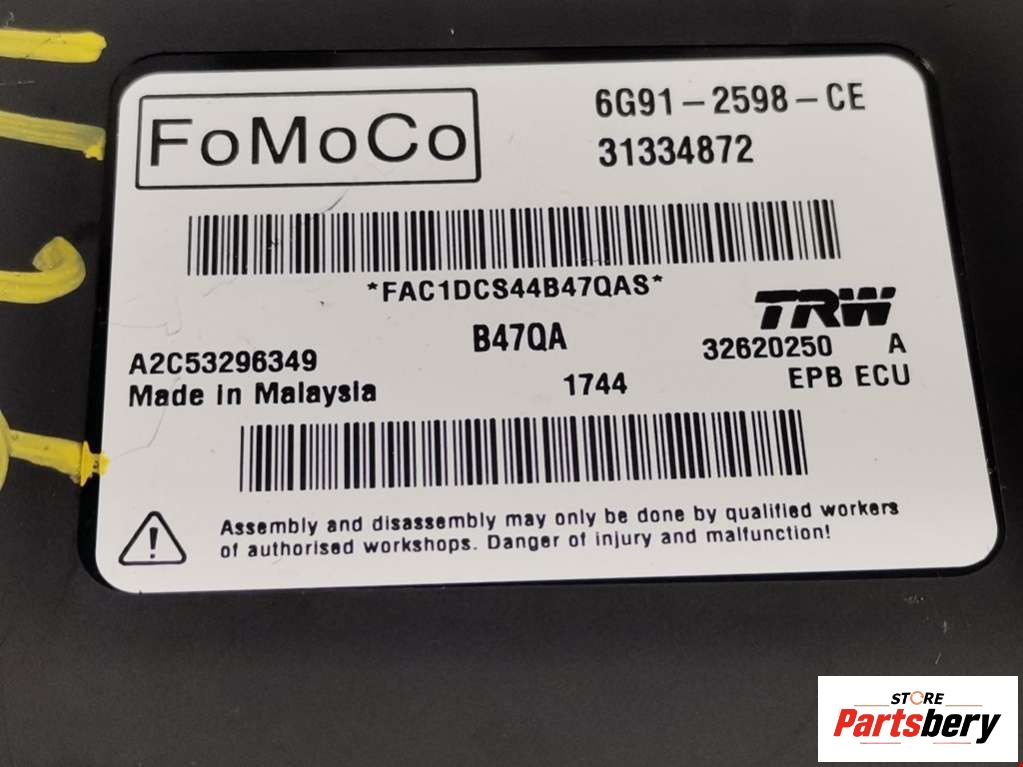 FoMoCo
6G91-2598-CE
31334872
*FAC1DCS44B47QAS*
TRW
B47QA
32620250 A
A2C53296349
EPB ECU
Made in Malaysia
1744
Assembly and disassembly may only be done by qualified workers
of authorised workshops. Danger of injury and malfunction!
STORE
Partsbery